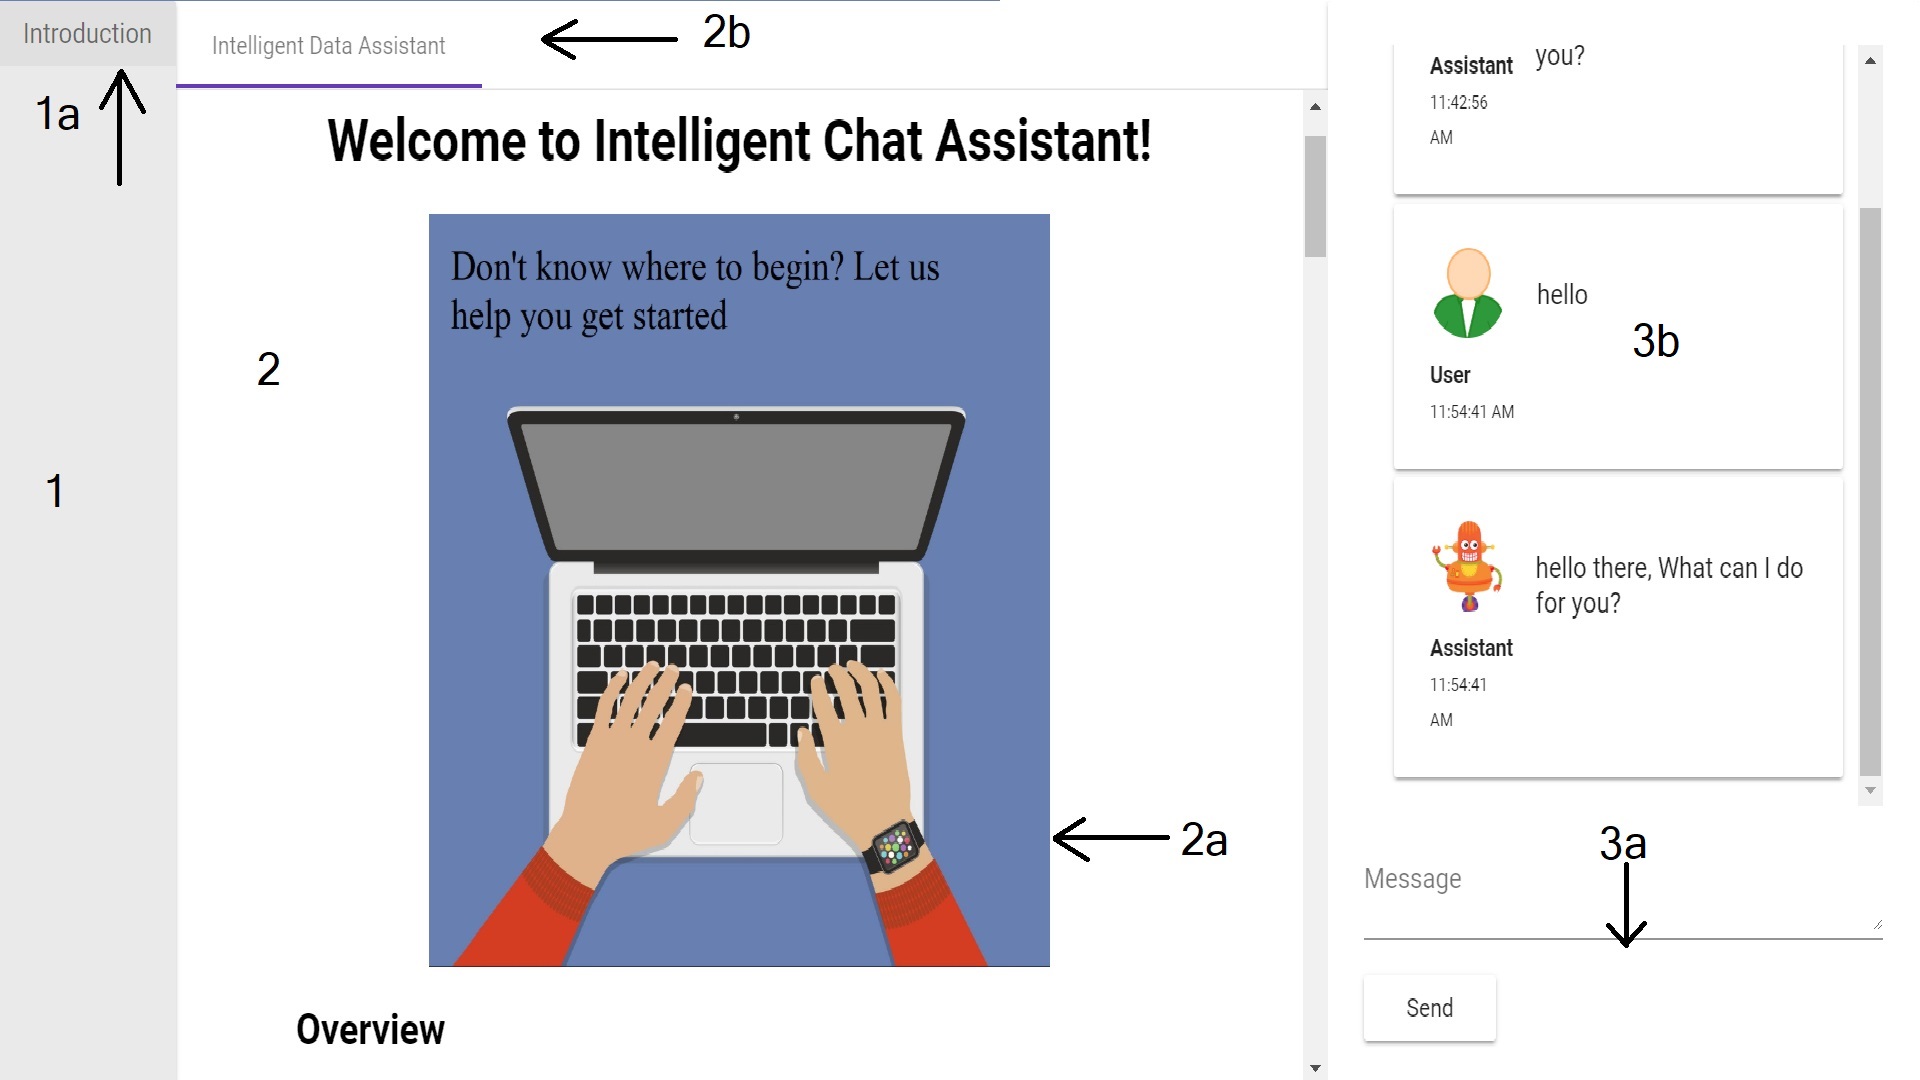 Introduction
1a
1
Intelligent Data Assistant
2b
Welcome to Intelligent Chat Assistant!
Don't know where to begin? Let us
help you get started
2
2a
Overview
you?
Assistant
11:42:56
AM
hello
3b
User
11:54:41 AM
hello there, What can I do
for you?
Assistant
11:54:41
AM
3a
Message
Send